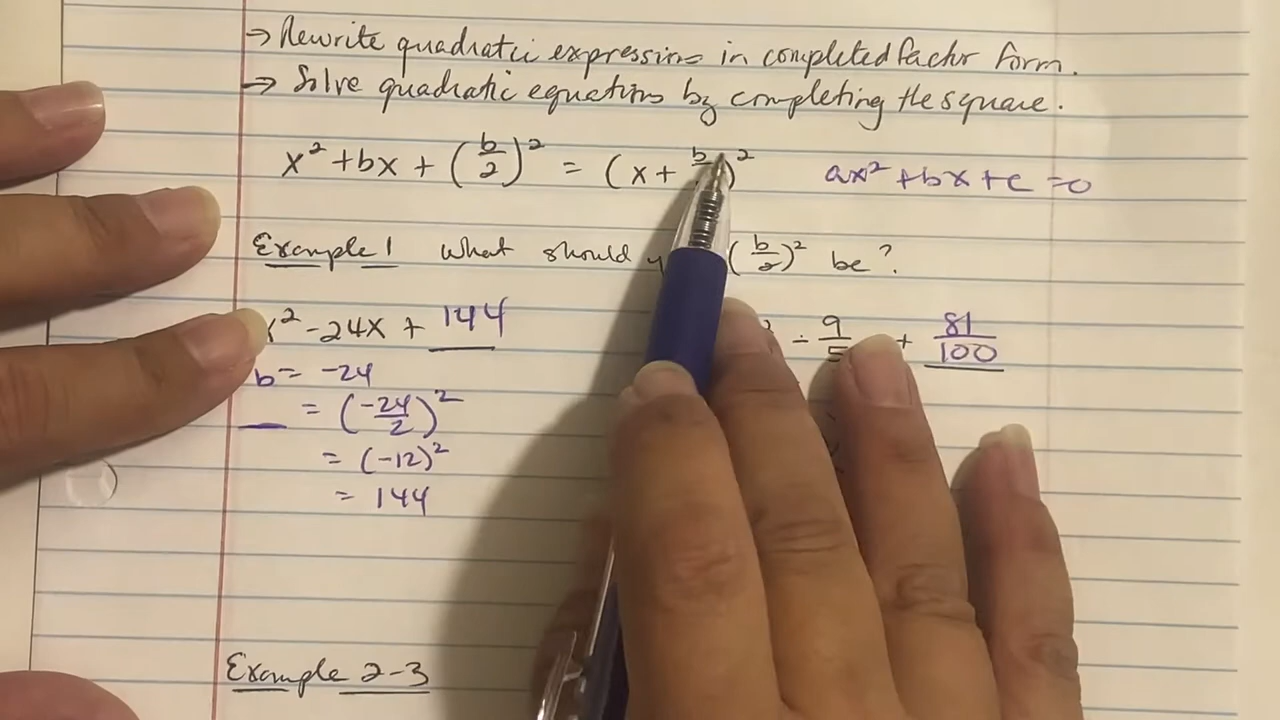 → Rewrite quadratic expressions in completed factor form.
→ Solve quadratic equations by completing the square.
x² + bx + (b/2)² = (x + b )² ax² + bx + c = 0
Example 1 What should (b/2)² be?
x² - 24x + 144
÷ 9/5 + 81/100
b = -24
= (-24/2)²
= (-12)²
= 144
Example 2-3